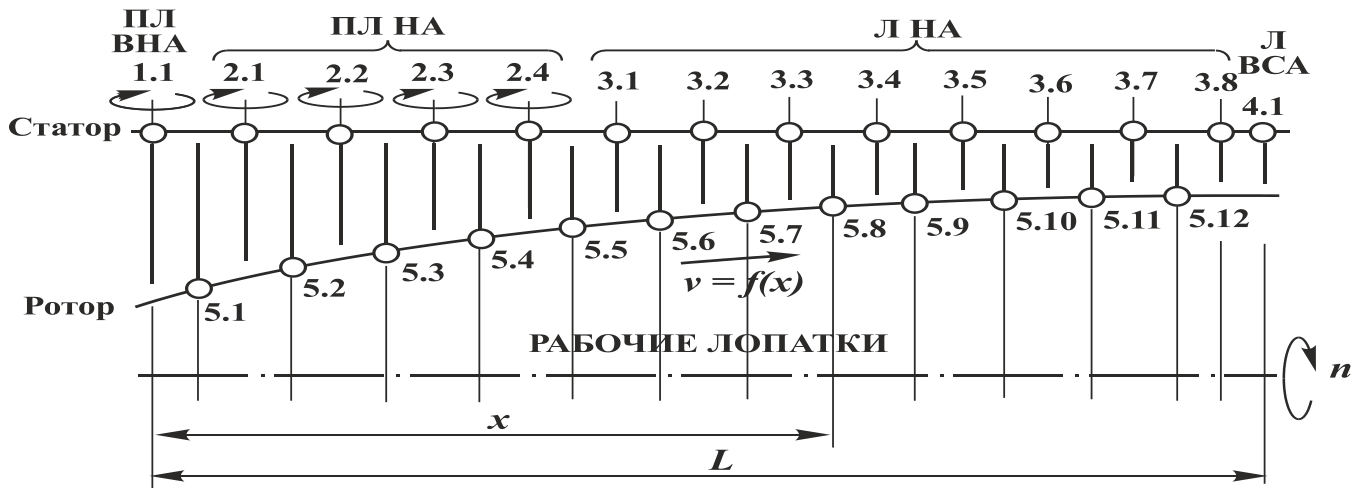 ПЛ
ВНА
ПЛ НА
Л НА
Л
ВСА
1.1
2.1
2.2
2.3
2.4
3.1
3.2
3.3
3.4
3.5
3.6
3.7
3.8
4.1
Статор
Ротор
5.1
5.2
5.3
5.4
5.5
5.6
5.7
5.8
5.9
5.10
5.11
5.12
v = f(x)
РАБОЧИЕ ЛОПАТКИ
n
x
L